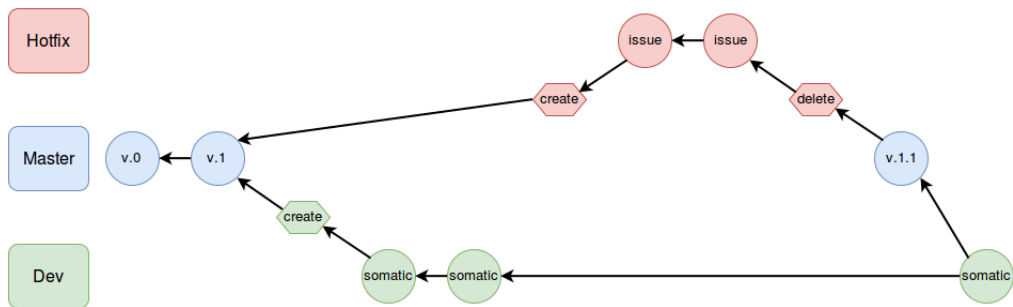 Hotfix
issue
issue
create
delete
Master
v.0
v.1
v.1.1
create
Dev
somatic
somatic
somatic